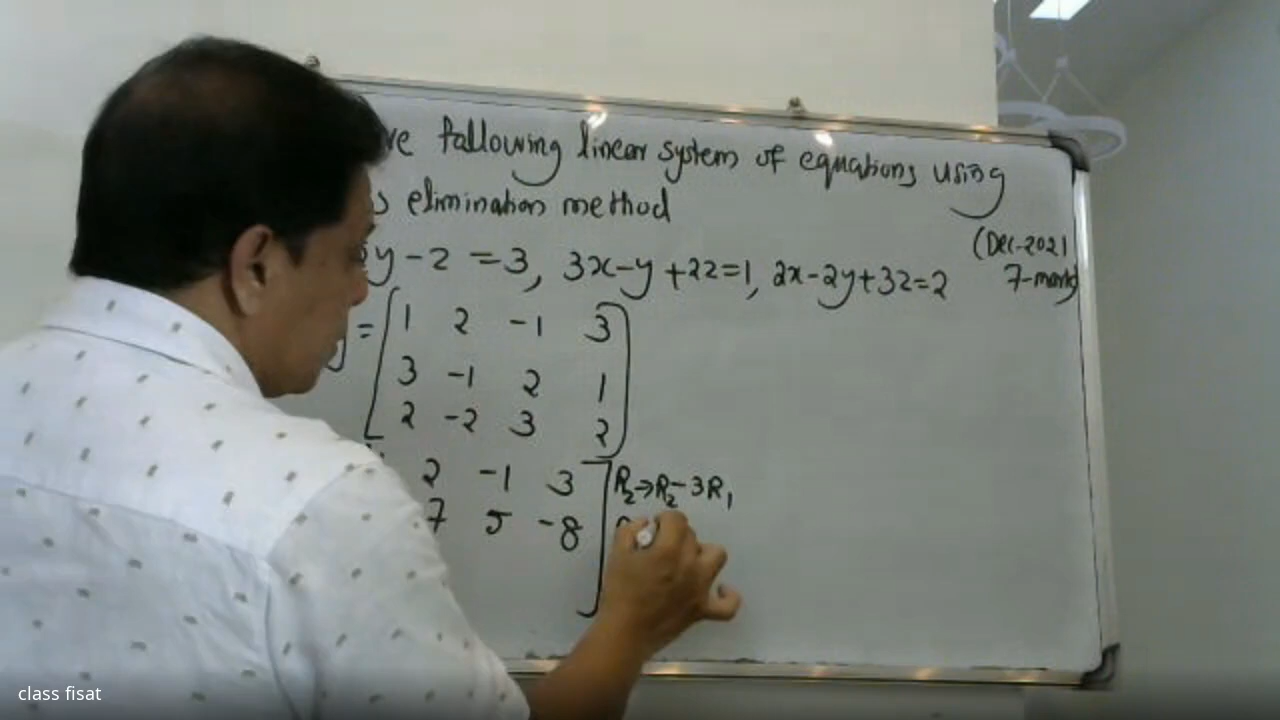 following linear system of equations using
elimination method
(Dec-2021
y - z = 3, 3x-y+2z=1, 2x-2y+3z=2
7-mark
= [ 1 2 -1 3 ]
3 -1 2 1
2 -2 3 2
2 -1 3 ] R₂→R₂-3R₁
7 5 -8
class fisat